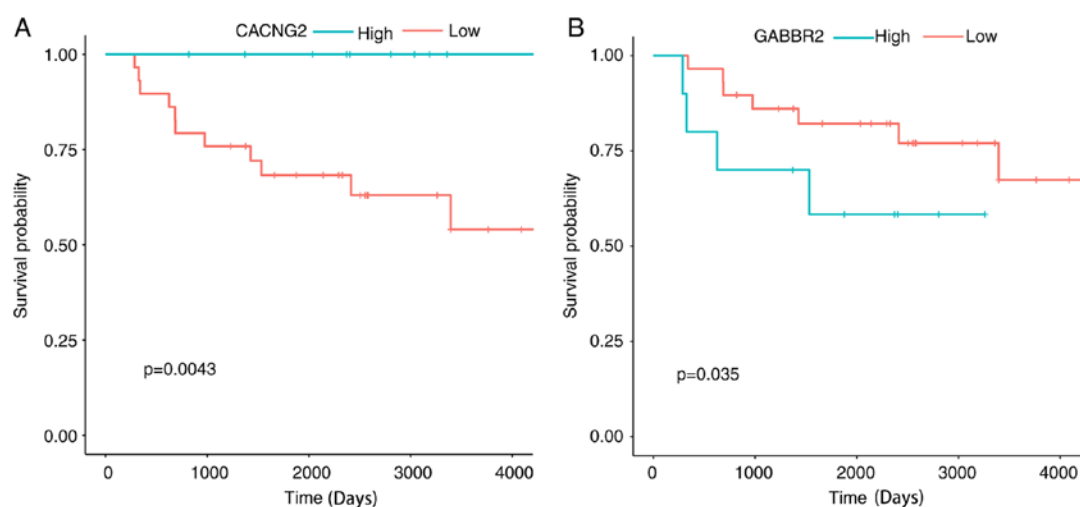 A
CACNG2 High Low
1.00
0.75
0.50
0.25
0.00
Survival probability
p=0.0043
0 1000 2000 3000 4000
Time (Days)
B
GABBR2 High Low
1.00
0.75
0.50
0.25
0.00
Survival probability
p=0.035
0 1000 2000 3000 4000
Time (Days)